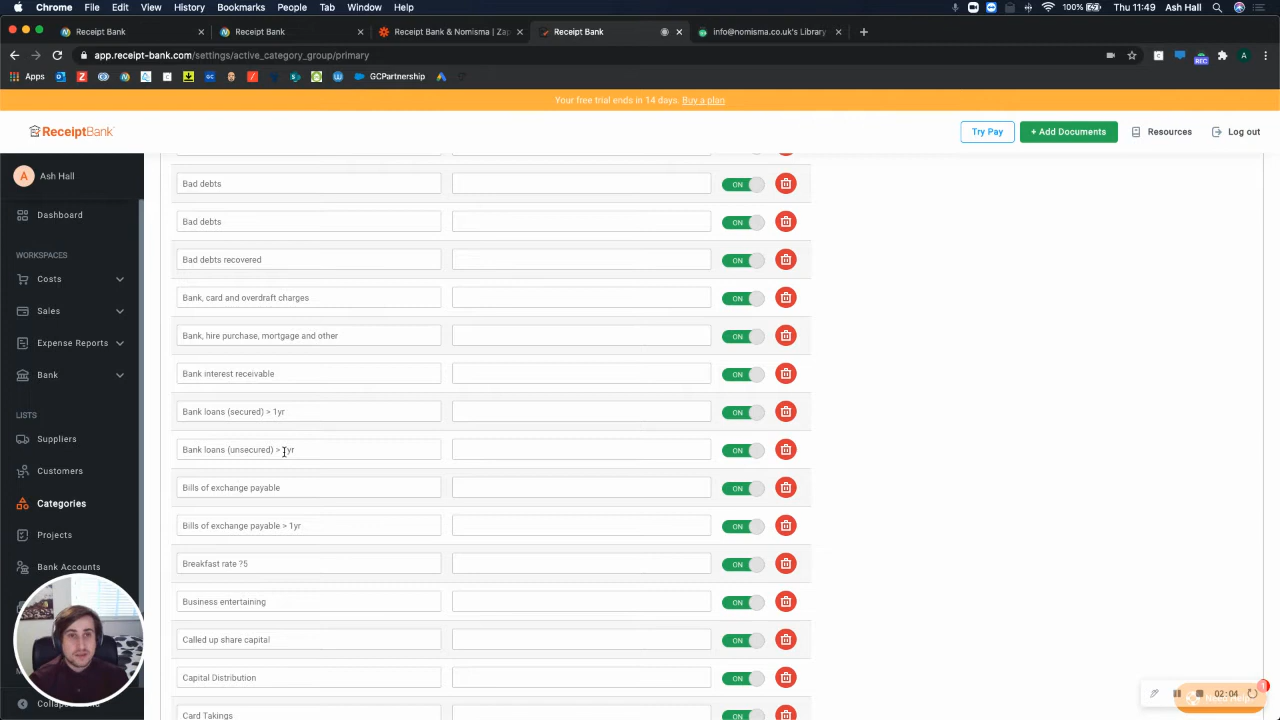 Chrome File Edit View History Bookmarks People Tab Window Help 100% Thu 11:49 Ash Hall
Receipt Bank
Receipt Bank
Receipt Bank & Nomisma | Za
Receipt Bank
info@nomisma.co.uk's Library
app.receipt-bank.com/settings/active_category_group/primary
REC
A
Apps
GCPartnership
Your free trial ends in 14 days. Buy a plan
ReceiptBank
Try Pay
+ Add Documents
Resources
Log out
A
Ash Hall
Dashboard
WORKSPACES
Costs
Sales
Expense Reports
Bank
LISTS
Suppliers
Customers
Categories
Projects
Bank Accounts
Bad debts
ON
Bad debts
ON
Bad debts recovered
ON
Bank, card and overdraft charges
ON
Bank, hire purchase, mortgage and other
ON
Bank interest receivable
ON
Bank loans (secured) > 1yr
ON
Bank loans (unsecured) > 1yr
ON
Bills of exchange payable
ON
Bills of exchange payable > 1yr
ON
Breakfast rate ?5
ON
Business entertaining
ON
Called up share capital
ON
Capital Distribution
ON
Card Takings
ON
02:04
Need Help?